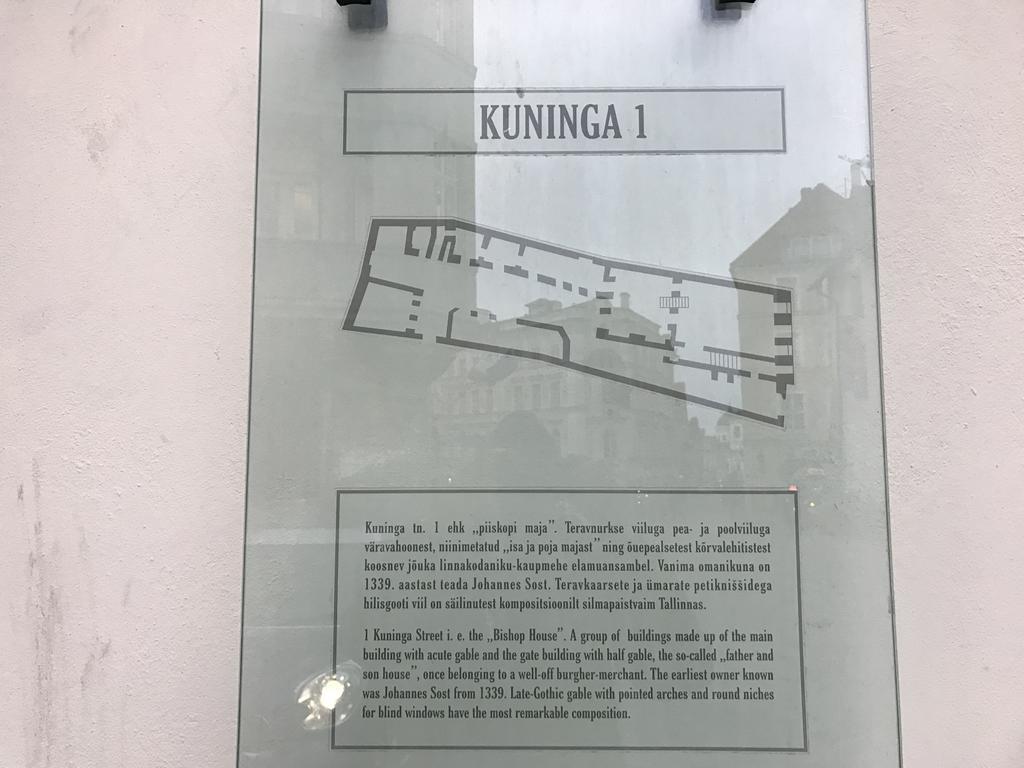 KUNINGA 1
Kuninga tn. 1 ehk „piiskopi maja”. Teravnurkse viiluga pea- ja poolviiluga
väravahoonest, niinimetatud „isa ja poja majast” ning õuepealsetest kõrvalehitistest
koosnev jõuka linnakodaniku-kaupmehe elamuansambel. Vanima omanikuna on
1339. aastast teada Johannes Sost. Teravkaarsete ja ümarate petikniššidega
hilisgooti viil on säilinutest kompositsioonilt silmapaistvaim Tallinnas.
1 Kuninga Street i. e. the „Bishop House”. A group of buildings made up of the main
building with acute gable and the gate building with half gable, the so-called „father and
son house”, once belonging to a well-off burgher-merchant. The earliest owner known
was Johannes Sost from 1339. Late-Gothic gable with pointed arches and round niches
for blind windows have the most remarkable composition.